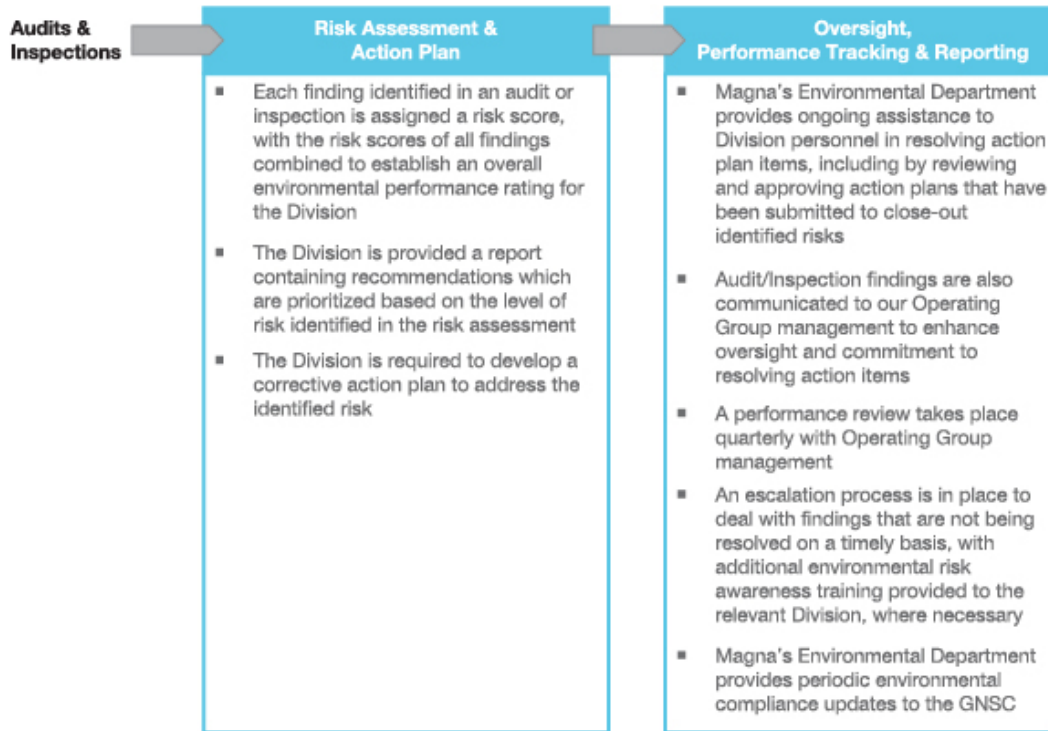 Audits &
Inspections
Risk Assessment &
Action Plan
■ Each finding identified in an audit or
inspection is assigned a risk score,
with the risk scores of all findings
combined to establish an overall
environmental performance rating for
the Division
■ The Division is provided a report
containing recommendations which
are prioritized based on the level of
risk identified in the risk assessment
■ The Division is required to develop a
corrective action plan to address the
identified risk
Oversight,
Performance Tracking & Reporting
■ Magna's Environmental Department
provides ongoing assistance to
Division personnel in resolving action
plan items, including by reviewing
and approving action plans that have
been submitted to close-out
identified risks
■ Audit/Inspection findings are also
communicated to our Operating
Group management to enhance
oversight and commitment to
resolving action items
■ A performance review takes place
quarterly with Operating Group
management
■ An escalation process is in place to
deal with findings that are not being
resolved on a timely basis, with
additional environmental risk
awareness training provided to the
relevant Division, where necessary
■ Magna's Environmental Department
provides periodic environmental
compliance updates to the GNSC